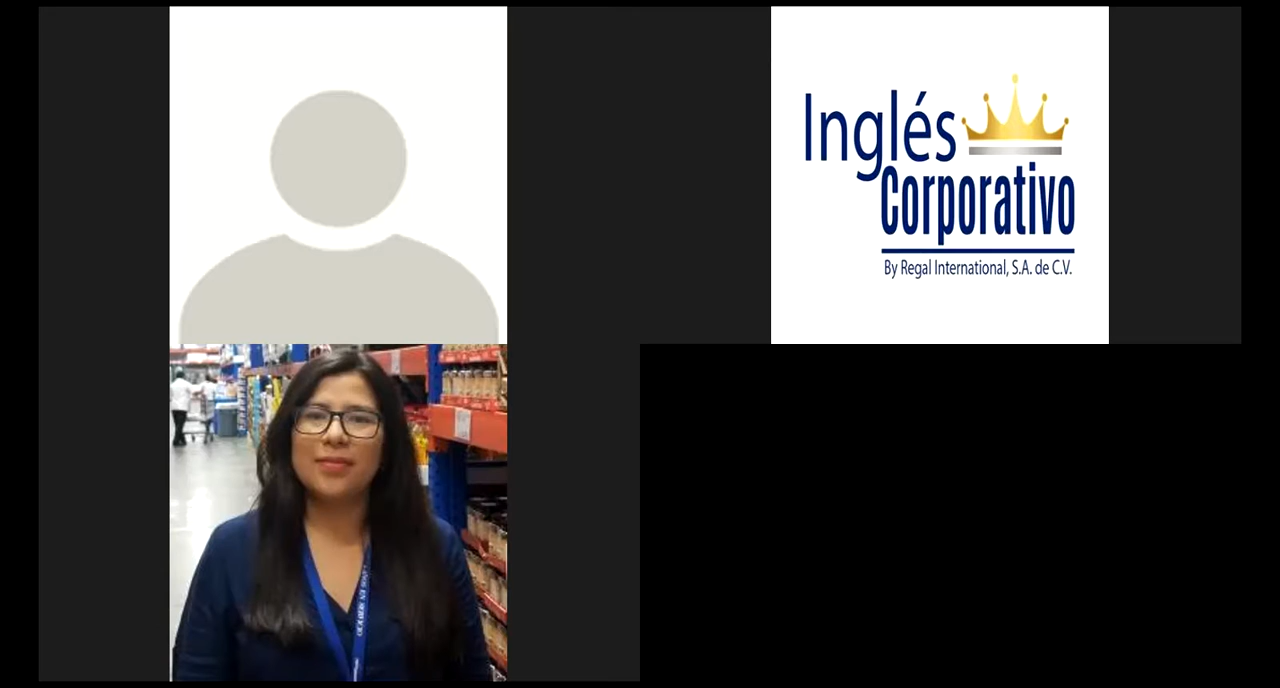 Inglés
Corporativo
By Regal International, S.A. de C.V.